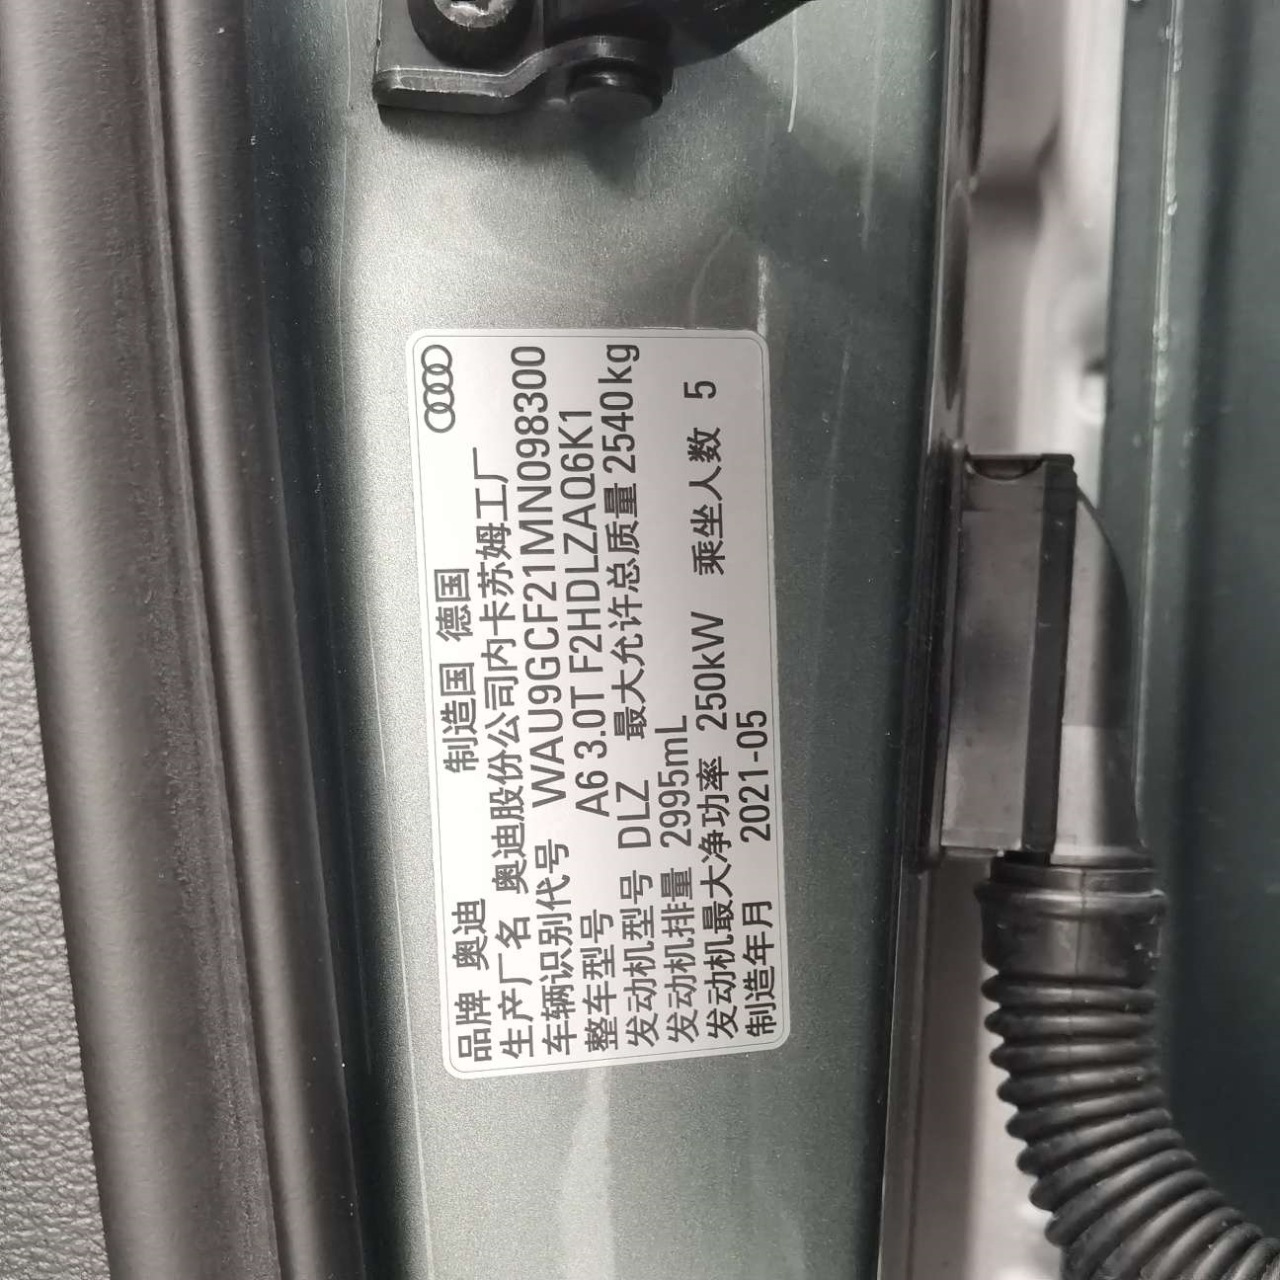 品牌 奥迪 制造国 德国
生产厂名 奥迪股份公司内卡苏姆工厂
车辆识别代号 WAU9GCF21MN098300
整车型号 A6 3.0T F2HDLZAQ6K1
发动机型号 DLZ 最大允许总质量 2540kg
发动机排量 2995mL
发动机最大净功率 250kW 乘坐人数 5
制造年月 2021-05